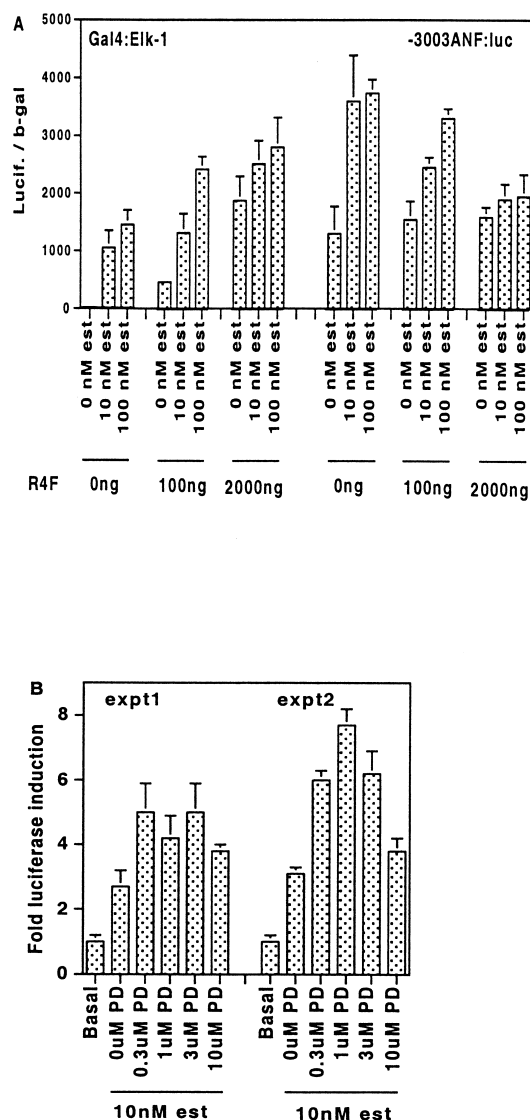 A
Gal4:Elk-1 -3003ANF:luc
Lucif. / b-gal
5000
4000
3000
2000
1000
0
0 nM est
10 nM est
100 nM est
0 nM est
10 nM est
100 nM est
0 nM est
10 nM est
100 nM est
0 nM est
10 nM est
100 nM est
0 nM est
10 nM est
100 nM est
0 nM est
10 nM est
100 nM est
R4F 0ng 100ng 2000ng 0ng 100ng 2000ng
B
expt1 expt2
Fold luciferase induction
8
6
4
2
0
Basal
0uM PD
0.3uM PD
1uM PD
3uM PD
10uM PD
Basal
0uM PD
0.3uM PD
1uM PD
3uM PD
10uM PD
10nM est 10nM est